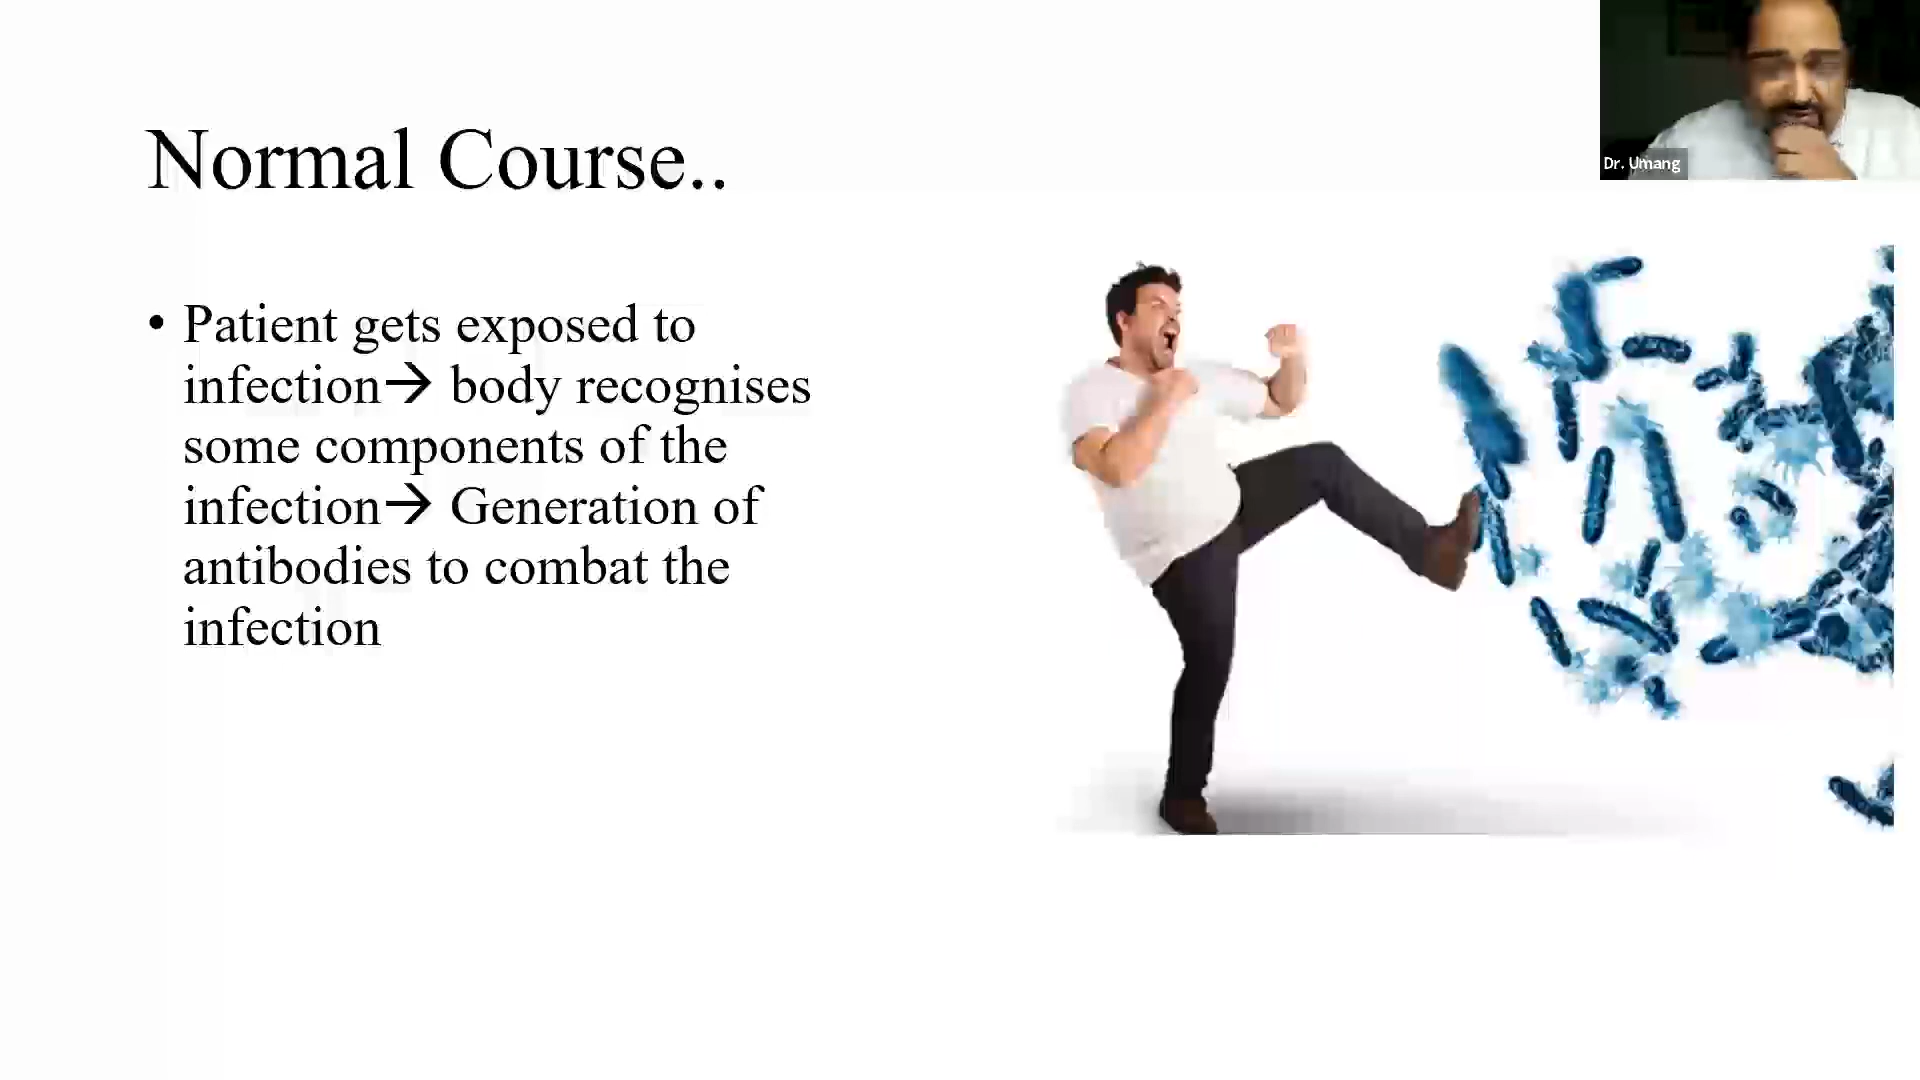 Normal Course..
Dr. Umang
• Patient gets exposed to
infection→ body recognises
some components of the
infection→ Generation of
antibodies to combat the
infection